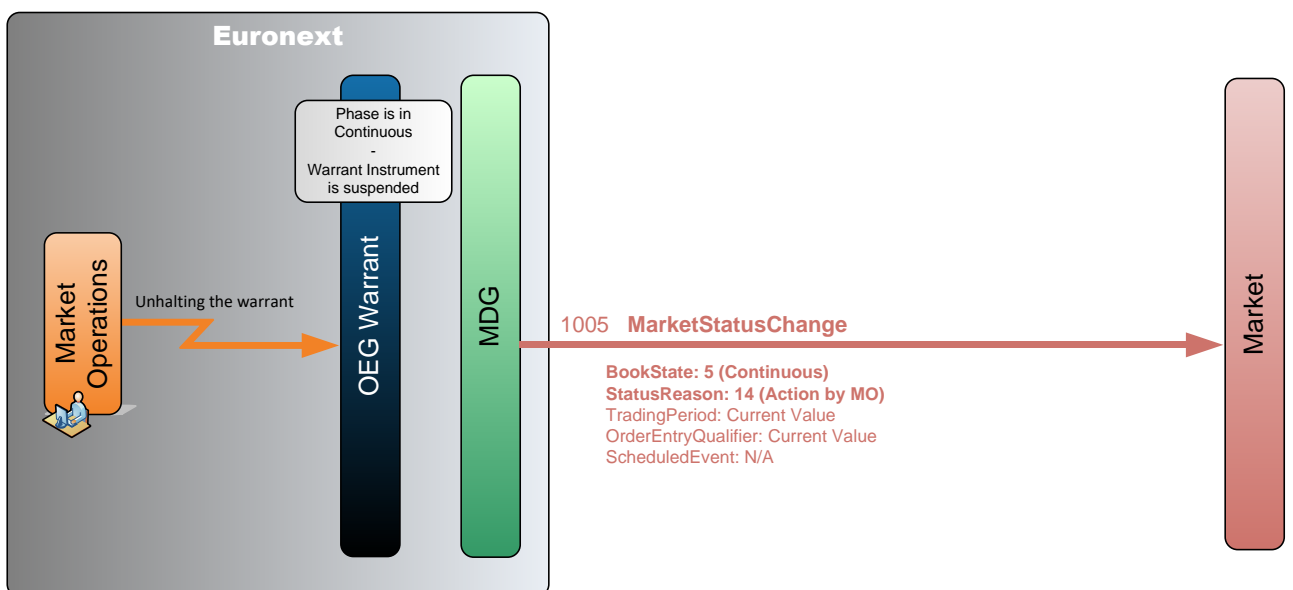 Euronext
Phase is in
Continuous
-
Warrant Instrument
is suspended
Market
Operations
Unhalting the warrant
OEG Warrant
MDG
1005 MarketStatusChange
BookState: 5 (Continuous)
StatusReason: 14 (Action by MO)
TradingPeriod: Current Value
OrderEntryQualifier: Current Value
ScheduledEvent: N/A
Market